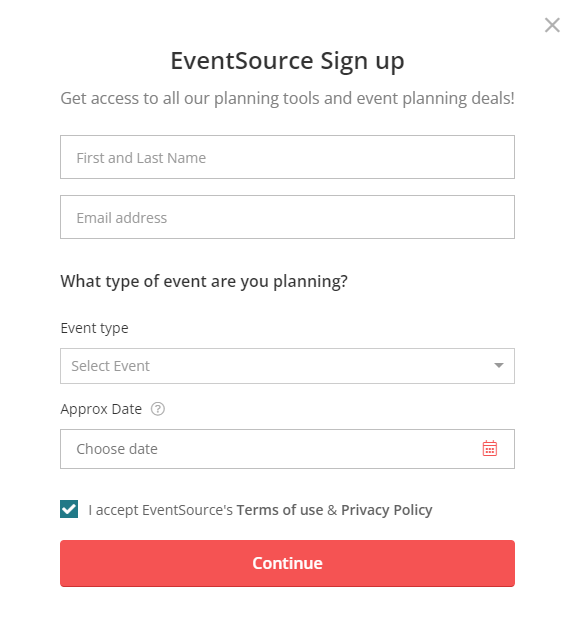 EventSource Sign up
Get access to all our planning tools and event planning deals!
First and Last Name
Email address
What type of event are you planning?
Event type
Select Event
Approx Date ?
Choose date
I accept EventSource's Terms of use & Privacy Policy
Continue